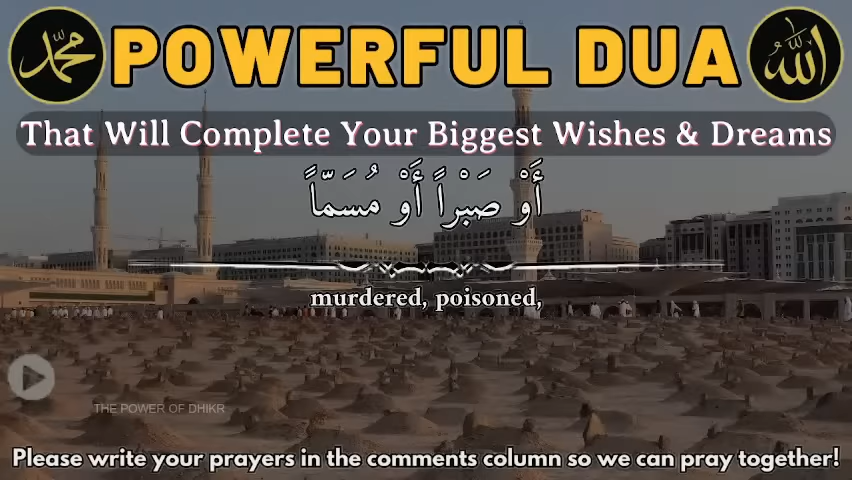 محمد
POWERFUL DUA
الله
That Will Complete Your Biggest Wishes & Dreams
أَوْ صَبْراً أَوْ مُسَمّاً
murdered, poisoned,
THE POWER OF DHIKR
Please write your prayers in the comments column so we can pray together!